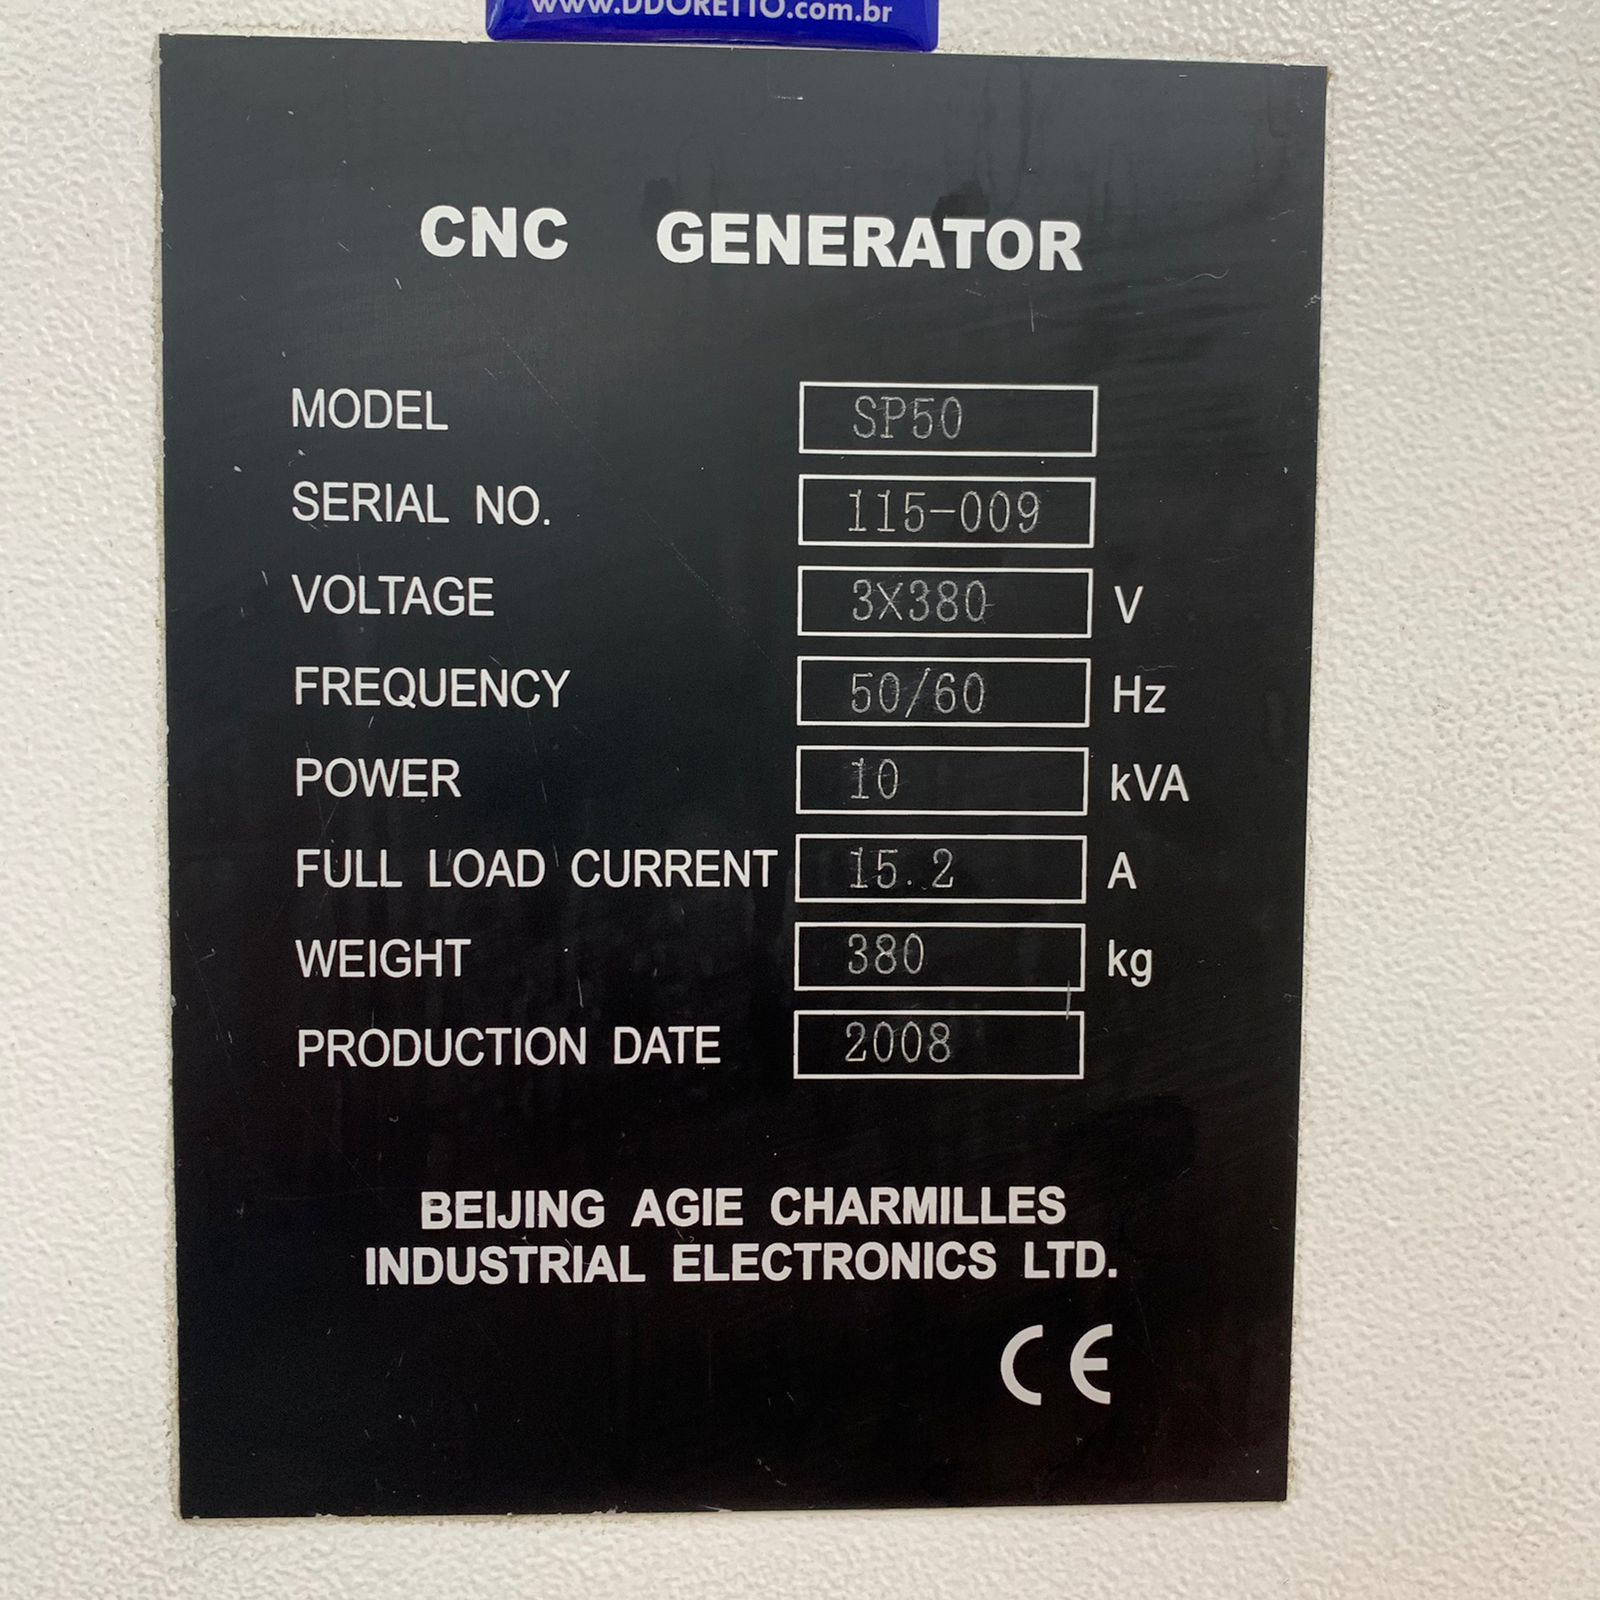 www.DDORETTO.com.br
CNC GENERATOR
MODEL SP50
SERIAL NO. 115-009
VOLTAGE 3X380 V
FREQUENCY 50/60 Hz
POWER 10 kVA
FULL LOAD CURRENT 15.2 A
WEIGHT 380 kg
PRODUCTION DATE 2008
BEIJING AGIE CHARMILLES
INDUSTRIAL ELECTRONICS LTD.
CE